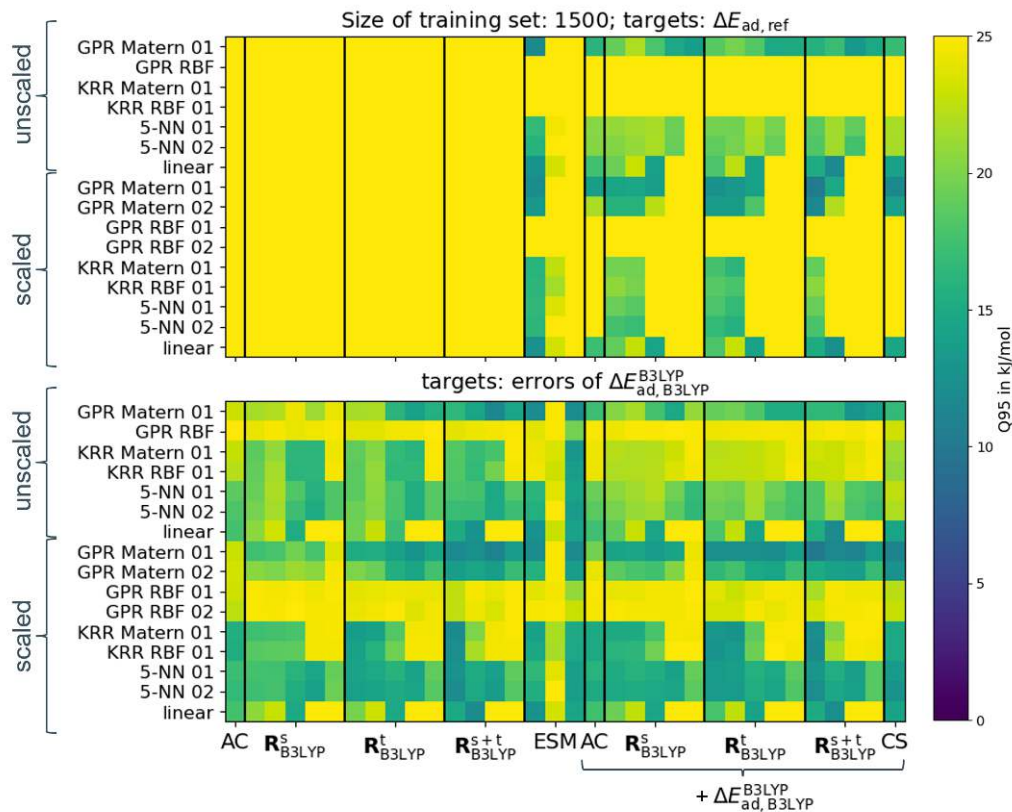 Size of training set: 1500; targets: ΔE_ad,ref
unscaled
GPR Matern 01
GPR RBF
KRR Matern 01
KRR RBF 01
5-NN 01
5-NN 02
linear
scaled
GPR Matern 01
GPR Matern 02
GPR RBF 01
GPR RBF 02
KRR Matern 01
KRR RBF 01
5-NN 01
5-NN 02
linear
targets: errors of ΔE^B3LYP_ad, B3LYP
unscaled
GPR Matern 01
GPR RBF
KRR Matern 01
KRR RBF 01
5-NN 01
5-NN 02
linear
scaled
GPR Matern 01
GPR Matern 02
GPR RBF 01
GPR RBF 02
KRR Matern 01
KRR RBF 01
5-NN 01
5-NN 02
linear
AC R^s_B3LYP R^t_B3LYP R^s+t_B3LYP ESM AC R^s_B3LYP R^t_B3LYP R^s+t_B3LYP CS
+ ΔE^B3LYP_ad, B3LYP
25
20
15
10
5
0
Q95 in kJ/mol